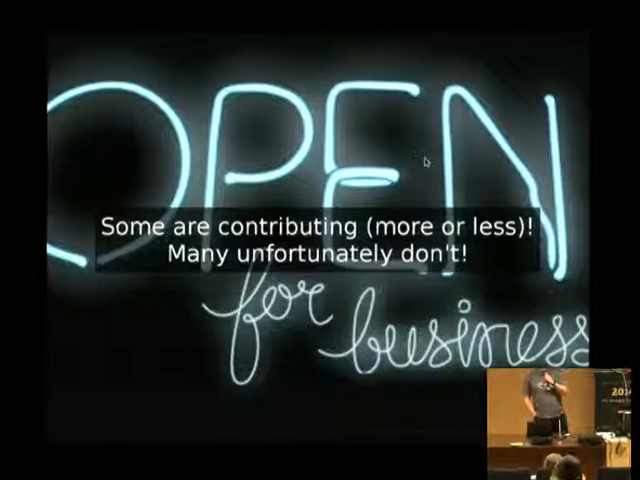 OPEN
Some are contributing (more or less)!
Many unfortunately don't!
for business